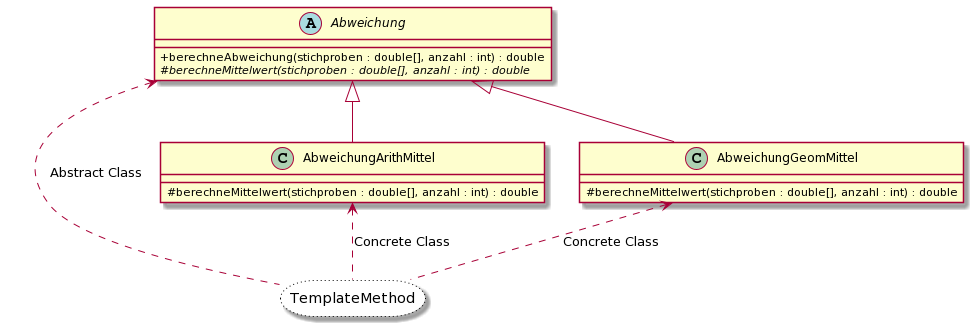 A Abweichung
+berechneAbweichung(stichproben : double[], anzahl : int) : double
#berechneMittelwert(stichproben : double[], anzahl : int) : double
C AbweichungArithMittel
#berechneMittelwert(stichproben : double[], anzahl : int) : double
C AbweichungGeomMittel
#berechneMittelwert(stichproben : double[], anzahl : int) : double
Abstract Class
Concrete Class
Concrete Class
TemplateMethod